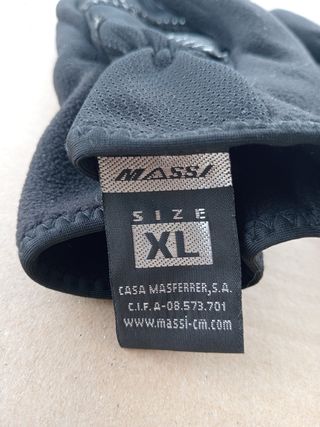 MASSI
SIZE
XL
CASA MASFERRER,S.A.
C.I.F. A-08.573.701
www.massi-cm.com